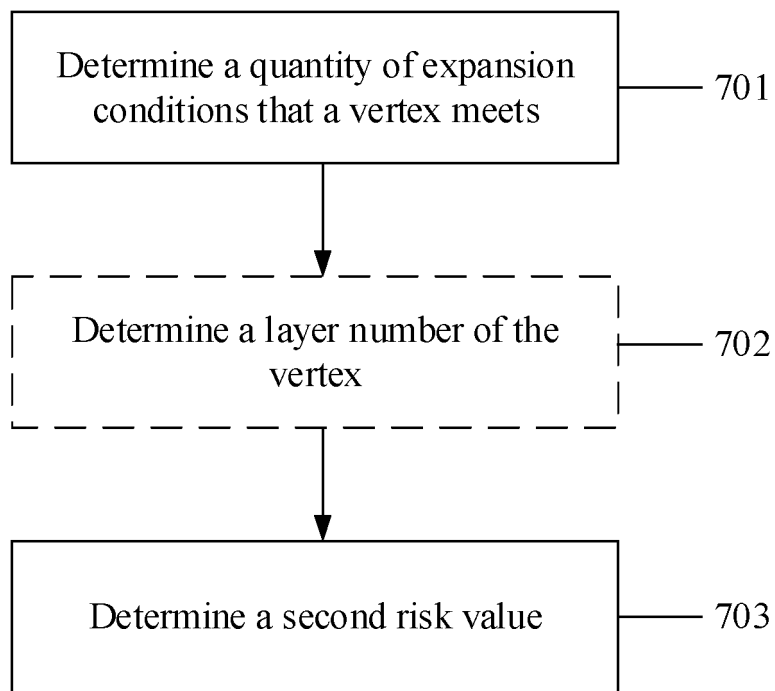 Determine a quantity of expansion
conditions that a vertex meets
701
Determine a layer number of the
vertex
702
Determine a second risk value
703